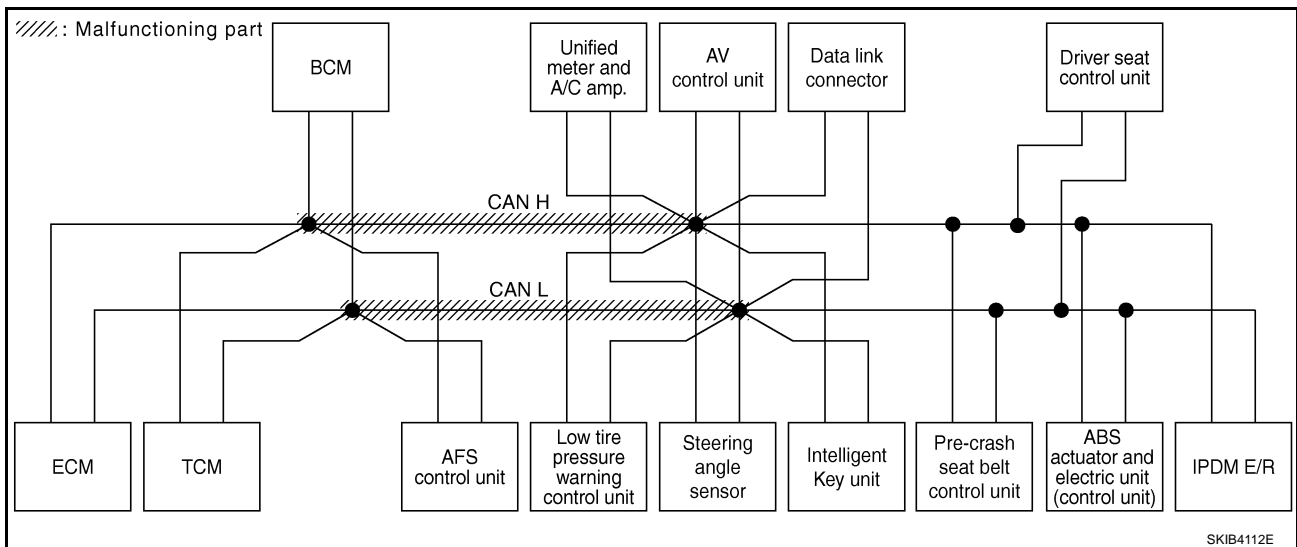 : Malfunctioning part
BCM
Unified
meter and
A/C amp.
AV
control unit
Data link
connector
Driver seat
control unit
CAN H
CAN L
ECM
TCM
AFS
control unit
Low tire
pressure
warning
control unit
Steering
angle
sensor
Intelligent
Key unit
Pre-crash
seat belt
control unit
ABS
actuator and
electric unit
(control unit)
IPDM E/R
SKIB4112E